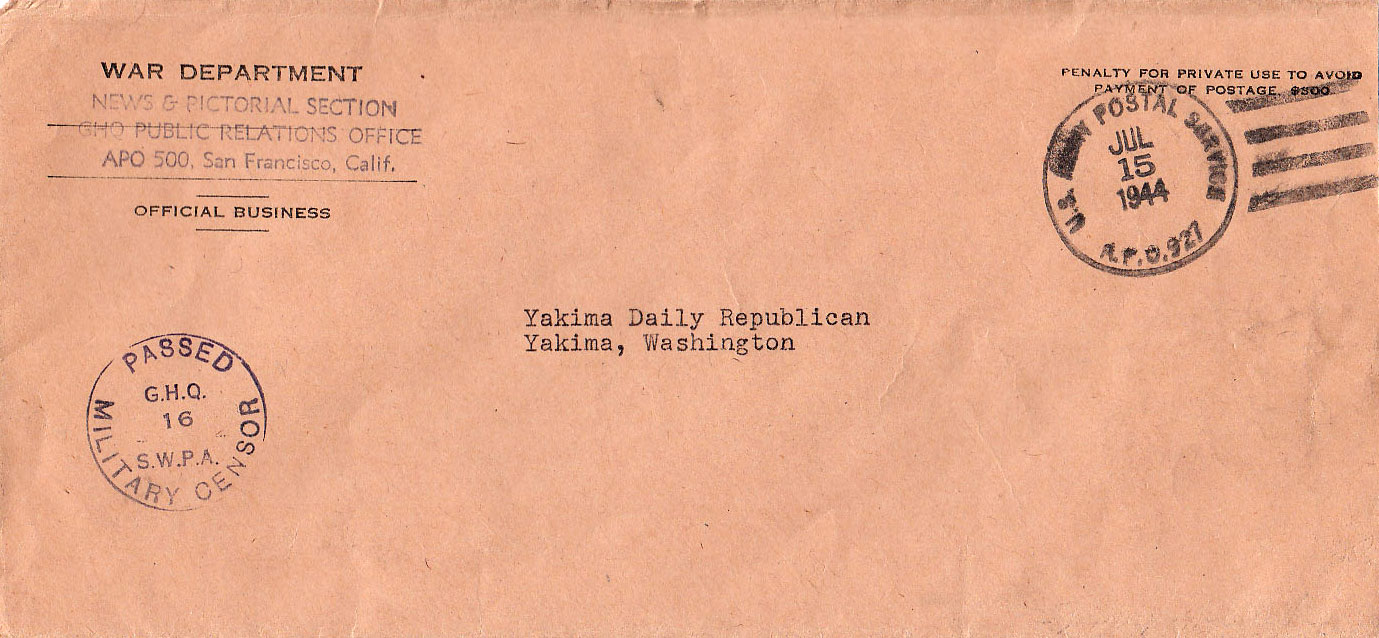 WAR DEPARTMENT
NEWS & PICTORIAL SECTION
GHQ PUBLIC RELATIONS OFFICE
APO 500, San Francisco, Calif.
OFFICIAL BUSINESS
PENALTY FOR PRIVATE USE TO AVOID
PAYMENT OF POSTAGE, $300
U.S. POSTAL SERVICE
JUL
15
1944
A.P.O. 927
Yakima Daily Republican
Yakima, Washington
PASSED
G.H.Q.
16
S.W.P.A.
MILITARY CENSOR